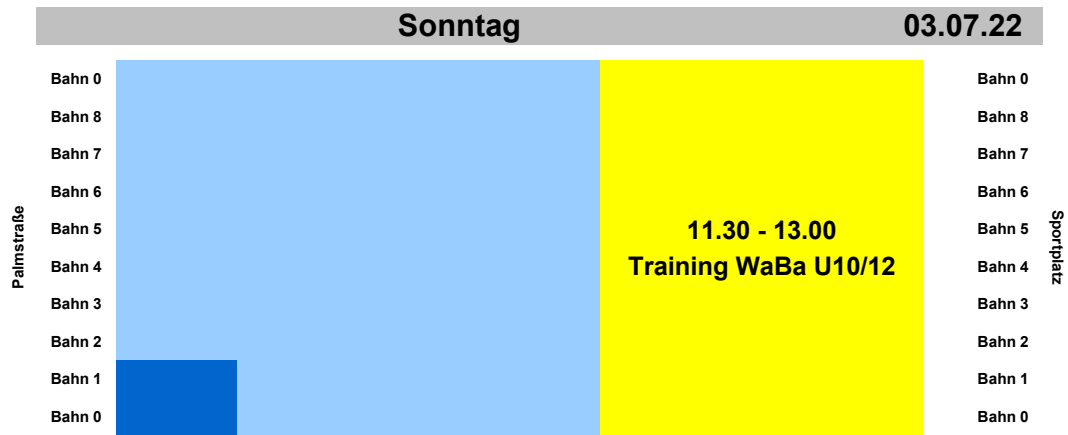 Sonntag 03.07.22
Bahn 0 Bahn 0
Bahn 8 Bahn 8
Bahn 7 Bahn 7
Bahn 6 Bahn 6
Palmstraße
Bahn 5 11.30 - 13.00 Bahn 5
Sportplatz
Bahn 4 Training WaBa U10/12 Bahn 4
Bahn 3 Bahn 3
Bahn 2 Bahn 2
Bahn 1 Bahn 1
Bahn 0 Bahn 0